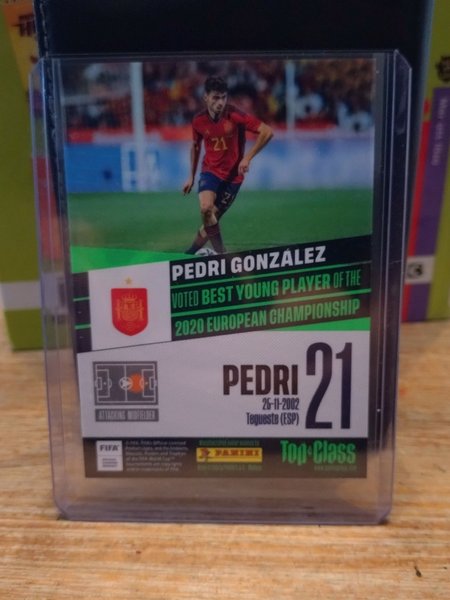 21
PEDRI GONZÁLEZ
VOTED BEST YOUNG PLAYER OF THE
2020 EUROPEAN CHAMPIONSHIP
PEDRI 21
25-11-2002
Tegueste (ESP)
ATTACKING MIDFIELDER
FIFA
PANINI
Top Class